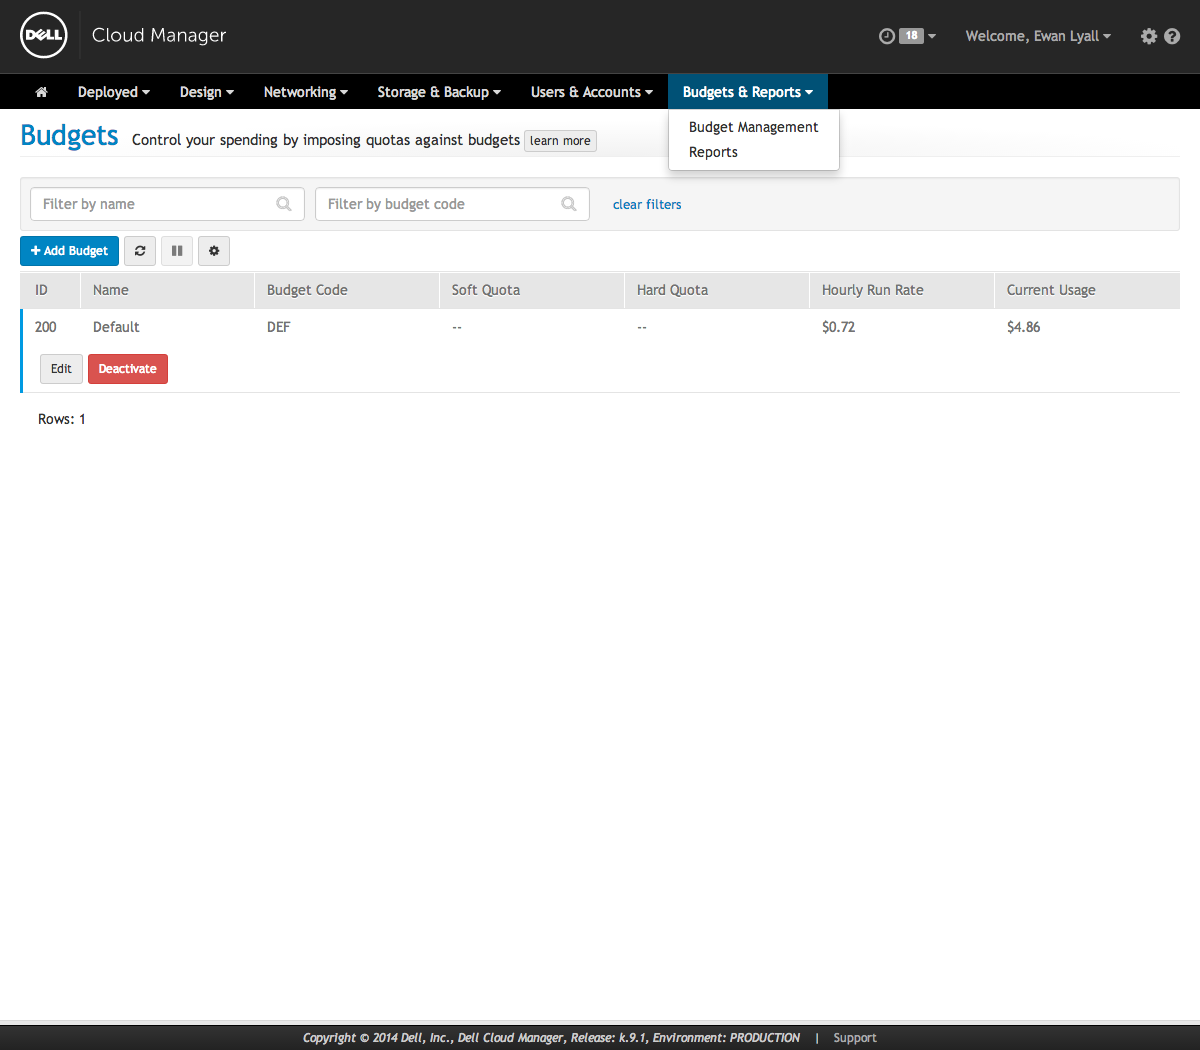 DELL Cloud Manager 18 Welcome, Ewan Lyall
Deployed Design Networking Storage & Backup Users & Accounts Budgets & Reports
Budget Management
Reports
Budgets Control your spending by imposing quotas against budgets learn more
Filter by name Filter by budget code clear filters
+ Add Budget
ID Name Budget Code Soft Quota Hard Quota Hourly Run Rate Current Usage
200 Default DEF -- -- $0.72 $4.86
Edit Deactivate
Rows: 1
Copyright © 2014 Dell, Inc., Dell Cloud Manager, Release: k.9.1, Environment: PRODUCTION | Support